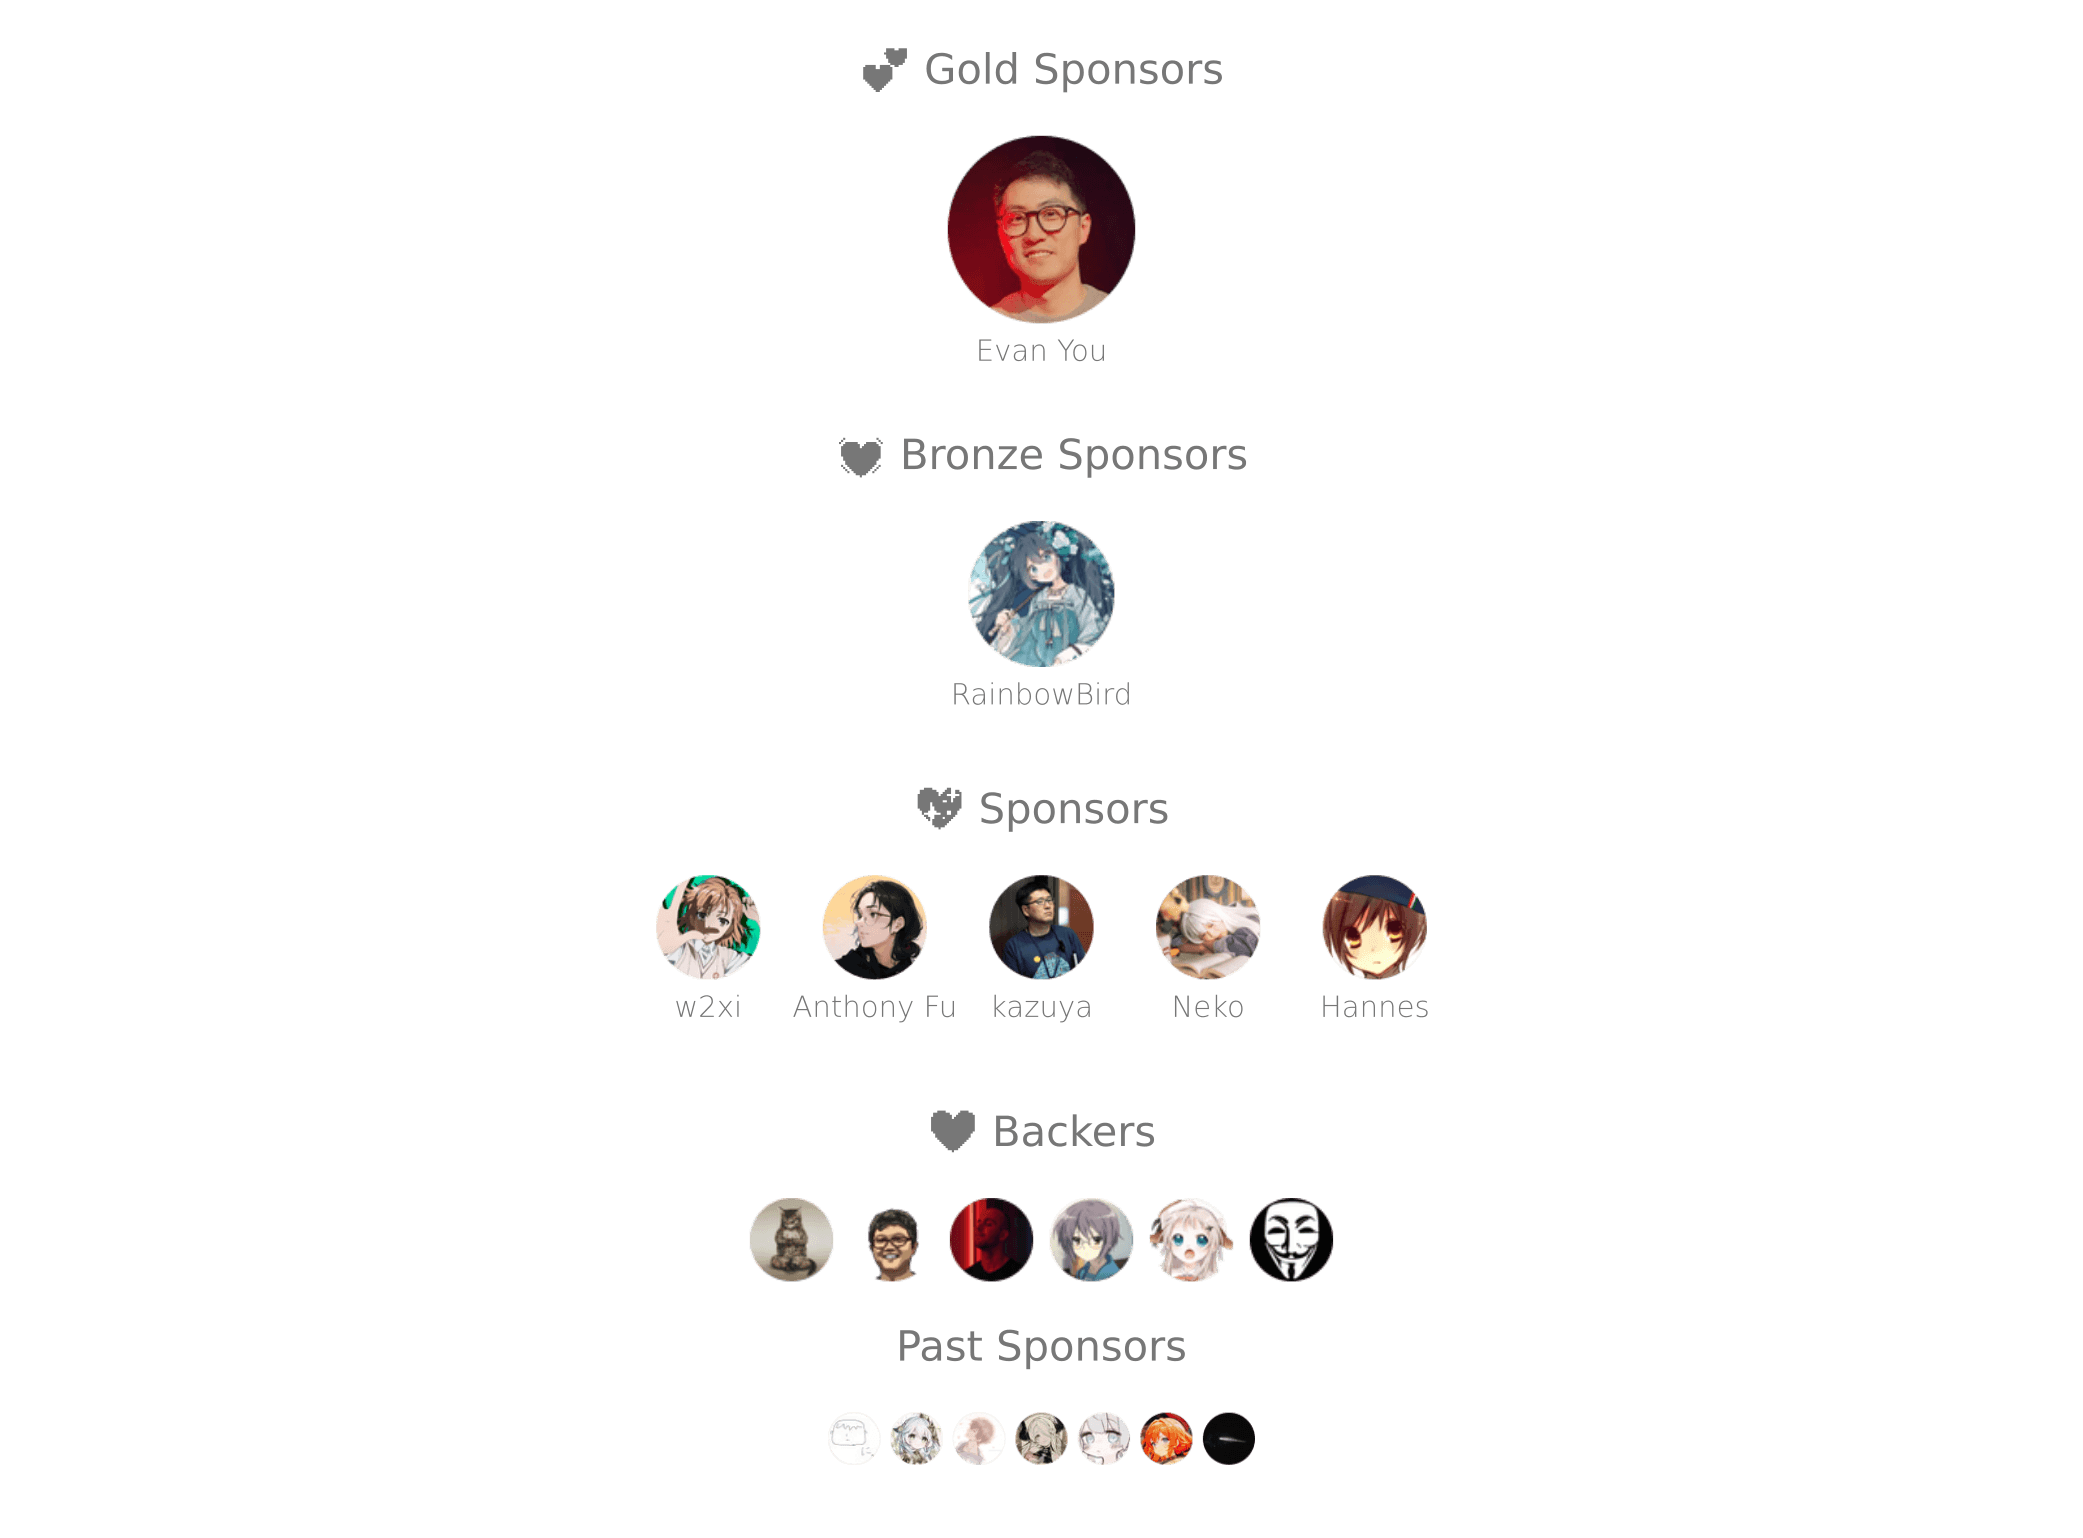 Gold Sponsors
Evan You
Bronze Sponsors
RainbowBird
Sponsors
w2xi Anthony Fu kazuya Neko Hannes
Backers
Past Sponsors